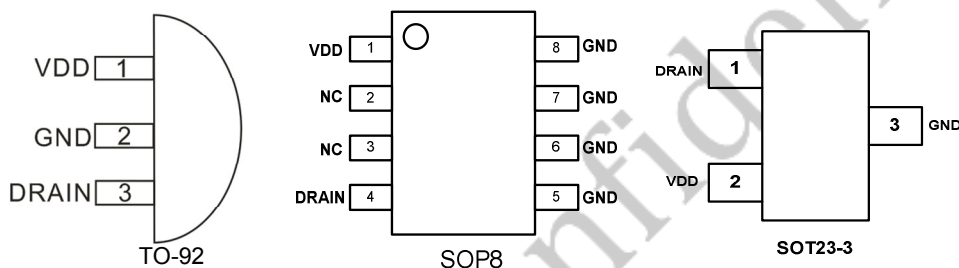 VDD 1
GND 2
DRAIN 3
TO-92
VDD 1
NC 2
NC 3
DRAIN 4
8 GND
7 GND
6 GND
5 GND
SOP8
DRAIN 1
VDD 2
3 GND
SOT23-3